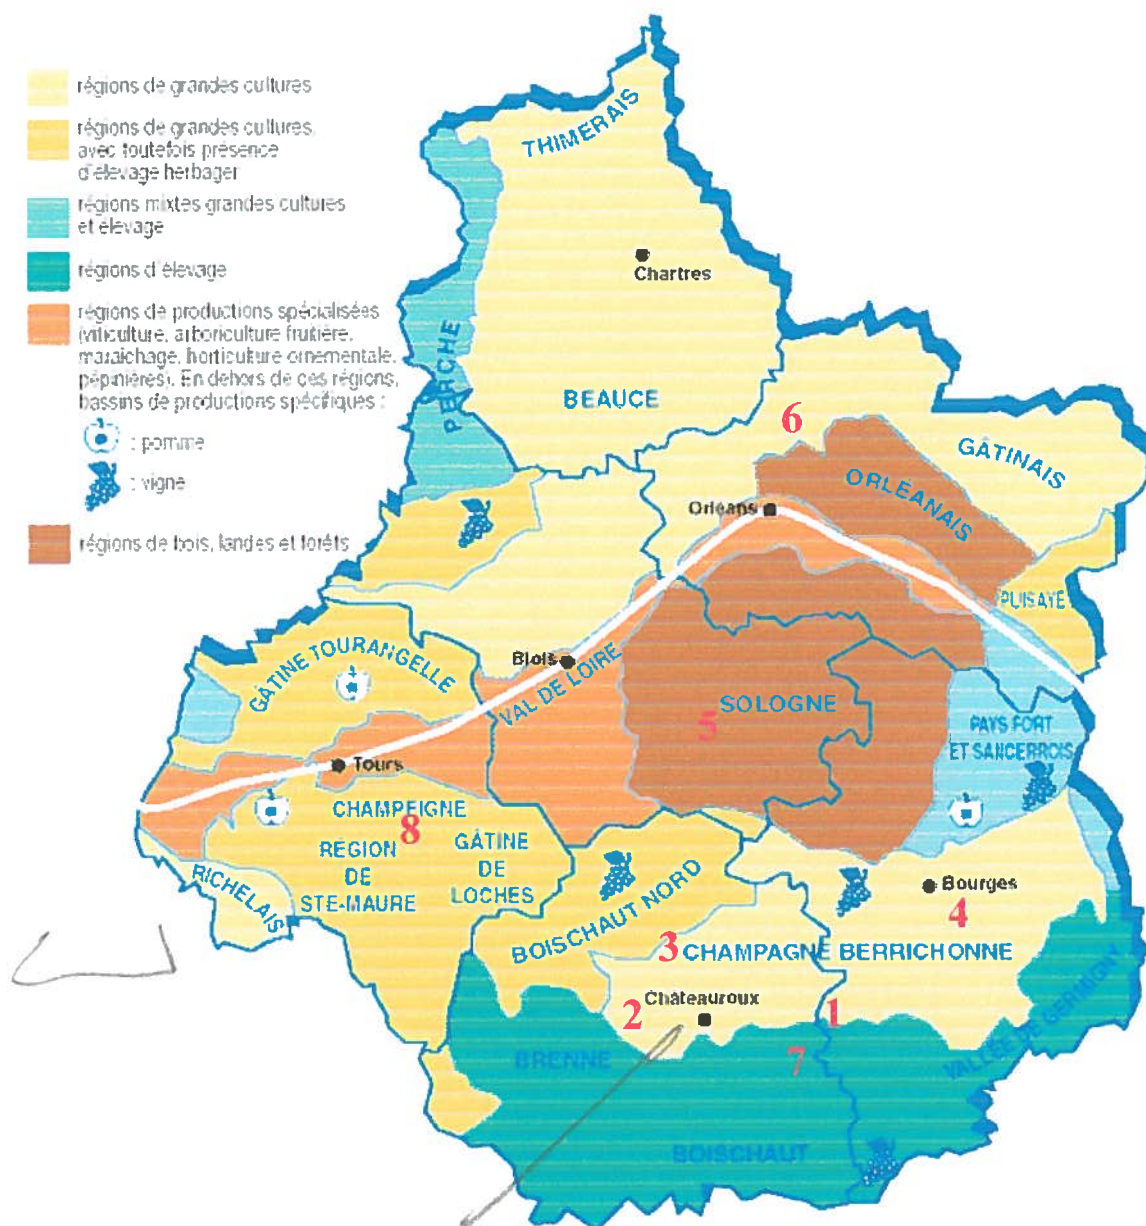 régions de grandes cultures
régions de grandes cultures,
avec toutefois présence
d'élevage herbager
régions mixtes grandes cultures
et élevage
régions d'élevage
régions de productions spécialisées
(viticulture, arboriculture fruitière,
maraîchage, horticulture ornementale,
pépinières). En dehors de ces régions,
bassins de productions spécifiques :
: pomme
: vigne
régions de bois, landes et forêts
THIMERAIS
Chartres
PERCHE
BEAUCE
6
GÂTINAIS
ORLÉANAIS
Orléans
PUISAYE
GÂTINE TOURANGELLE
Blois
VAL DE LOIRE
SOLOGNE
5
PAYS FORT
ET SANCERROIS
Tours
CHAMPEIGNE
8
RÉGION
DE
STE-MAURE
GÂTINE
DE
LOCHES
RICHELAIS
BOISCHAUT NORD
Bourges
4
3
CHAMPAGNE BERRICHONNE
Châteauroux
2
1
VALLÉE DE GERMIGNY
BRENNE
7
BOISCHAUT